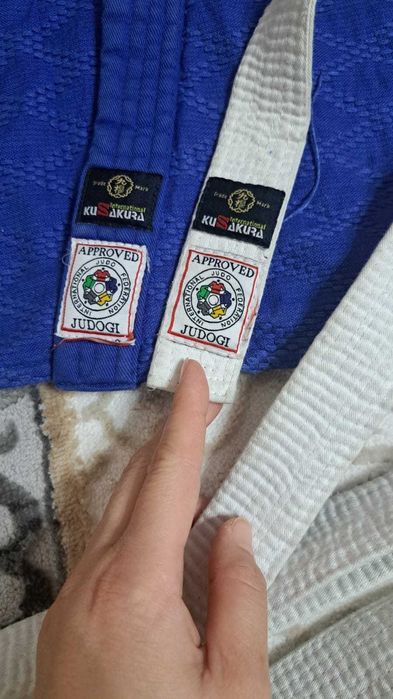 Trade Mark
International
KUSAKURA
APPROVED
INTERNATIONAL JUDO FEDERATION
JUDOGI
Trade Mark
International
KUSAKURA
APPROVED
INTERNATIONAL JUDO FEDERATION
JUDOGI